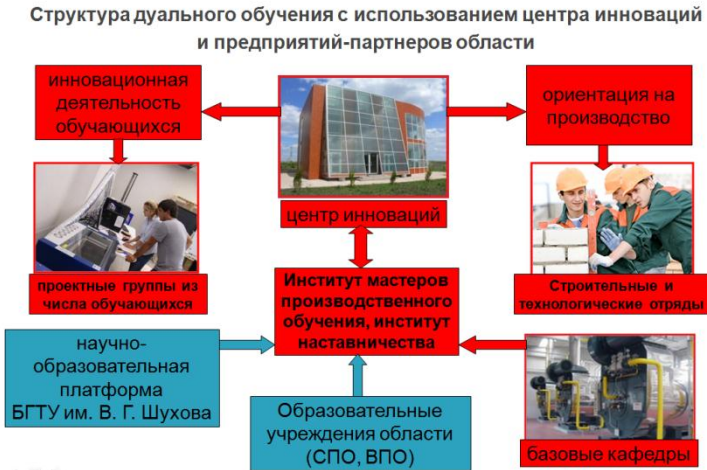 Структура дуального обучения с использованием центра инноваций
и предприятий-партнеров области
инновационная
деятельность
обучающихся
ориентация на
производство
центр инноваций
проектные группы из
числа обучающихся
Институт мастеров
производственного
обучения, институт
наставничества
Строительные и
технологические отряды
научно-
образовательная
платформа
БГТУ им. В. Г. Шухова
Образовательные
учреждения области
(СПО, ВПО)
базовые кафедры